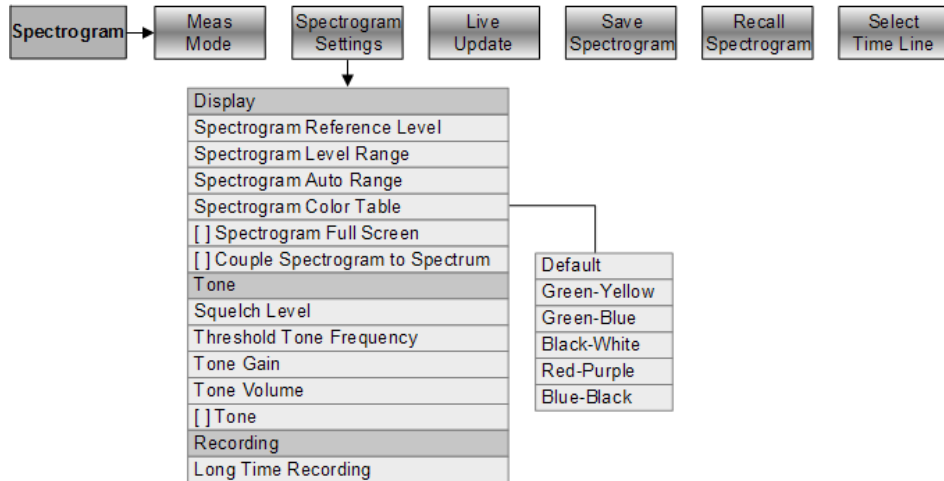 Spectrogram
Meas
Mode
Spectrogram
Settings
Live
Update
Save
Spectrogram
Recall
Spectrogram
Select
Time Line
Display
Spectrogram Reference Level
Spectrogram Level Range
Spectrogram Auto Range
Spectrogram Color Table
[ ] Spectrogram Full Screen
[ ] Couple Spectrogram to Spectrum
Tone
Squelch Level
Threshold Tone Frequency
Tone Gain
Tone Volume
[ ] Tone
Recording
Long Time Recording
Default
Green-Yellow
Green-Blue
Black-White
Red-Purple
Blue-Black